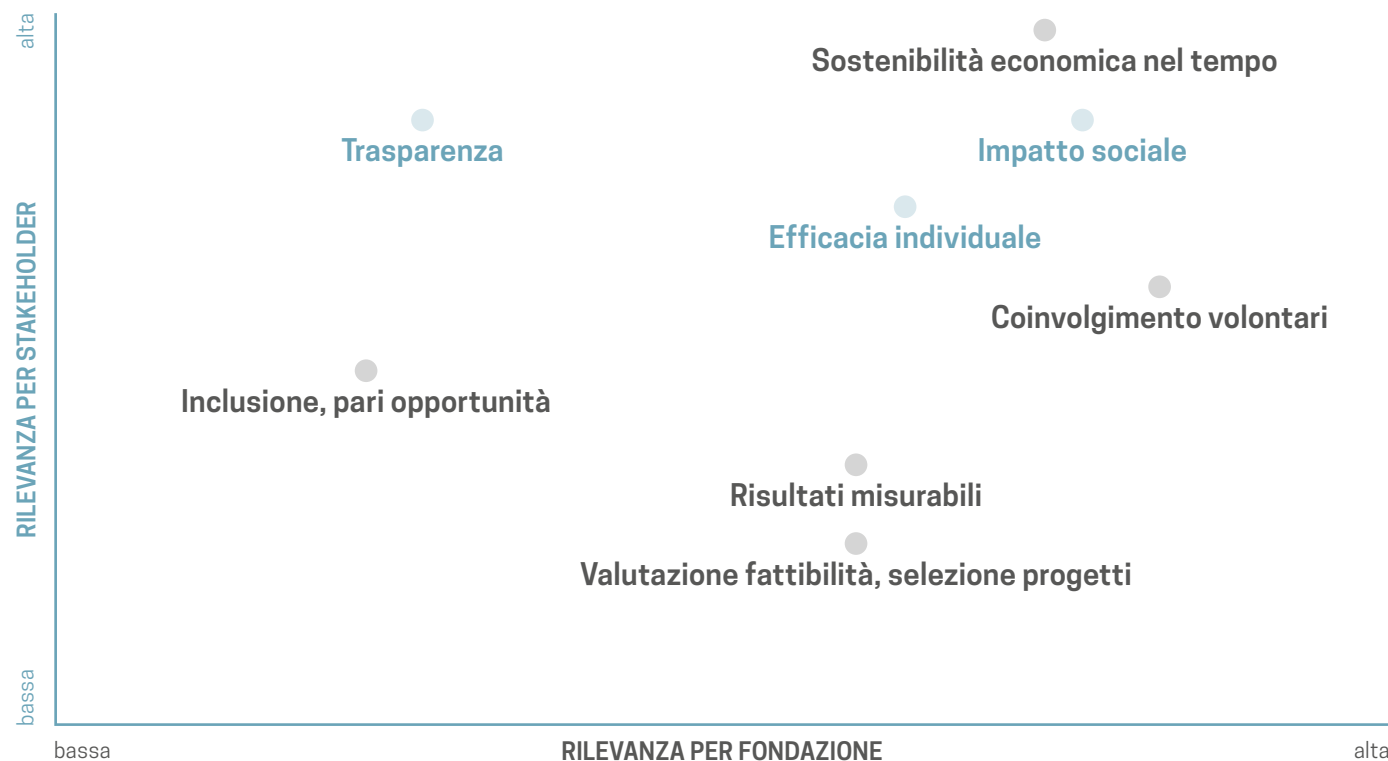 alta
Sostenibilità economica nel tempo
Trasparenza
Impatto sociale
Efficacia individuale
Coinvolgimento volontari
Inclusione, pari opportunità
Risultati misurabili
Valutazione fattibilità, selezione progetti
RILEVANZA PER STAKEHOLDER
bassa
bassa
RILEVANZA PER FONDAZIONE
alta